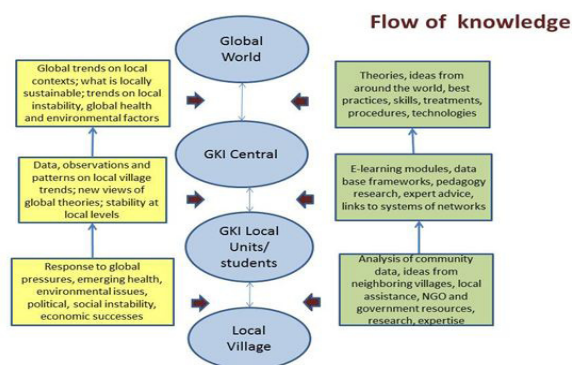 Flow of knowledge
Global
World
Global trends on local
contexts; what is locally
sustainable; trends on local
instability, global health
and environmental factors
Theories, ideas from
around the world, best
practices, skills, treatments,
procedures, technologies
GKI Central
Data, observations and
patterns on local village
trends; new views of
global theories; stability at
local levels
E-learning modules, data
base frameworks, pedagogy
research, expert advice,
links to systems of networks
GKI Local
Units/
students
Response to global
pressures, emerging health,
environmental issues,
political, social instability,
economic successes
Analysis of community
data, ideas from
neighboring villages, local
assistance, NGO and
government resources,
research, expertise
Local
Village